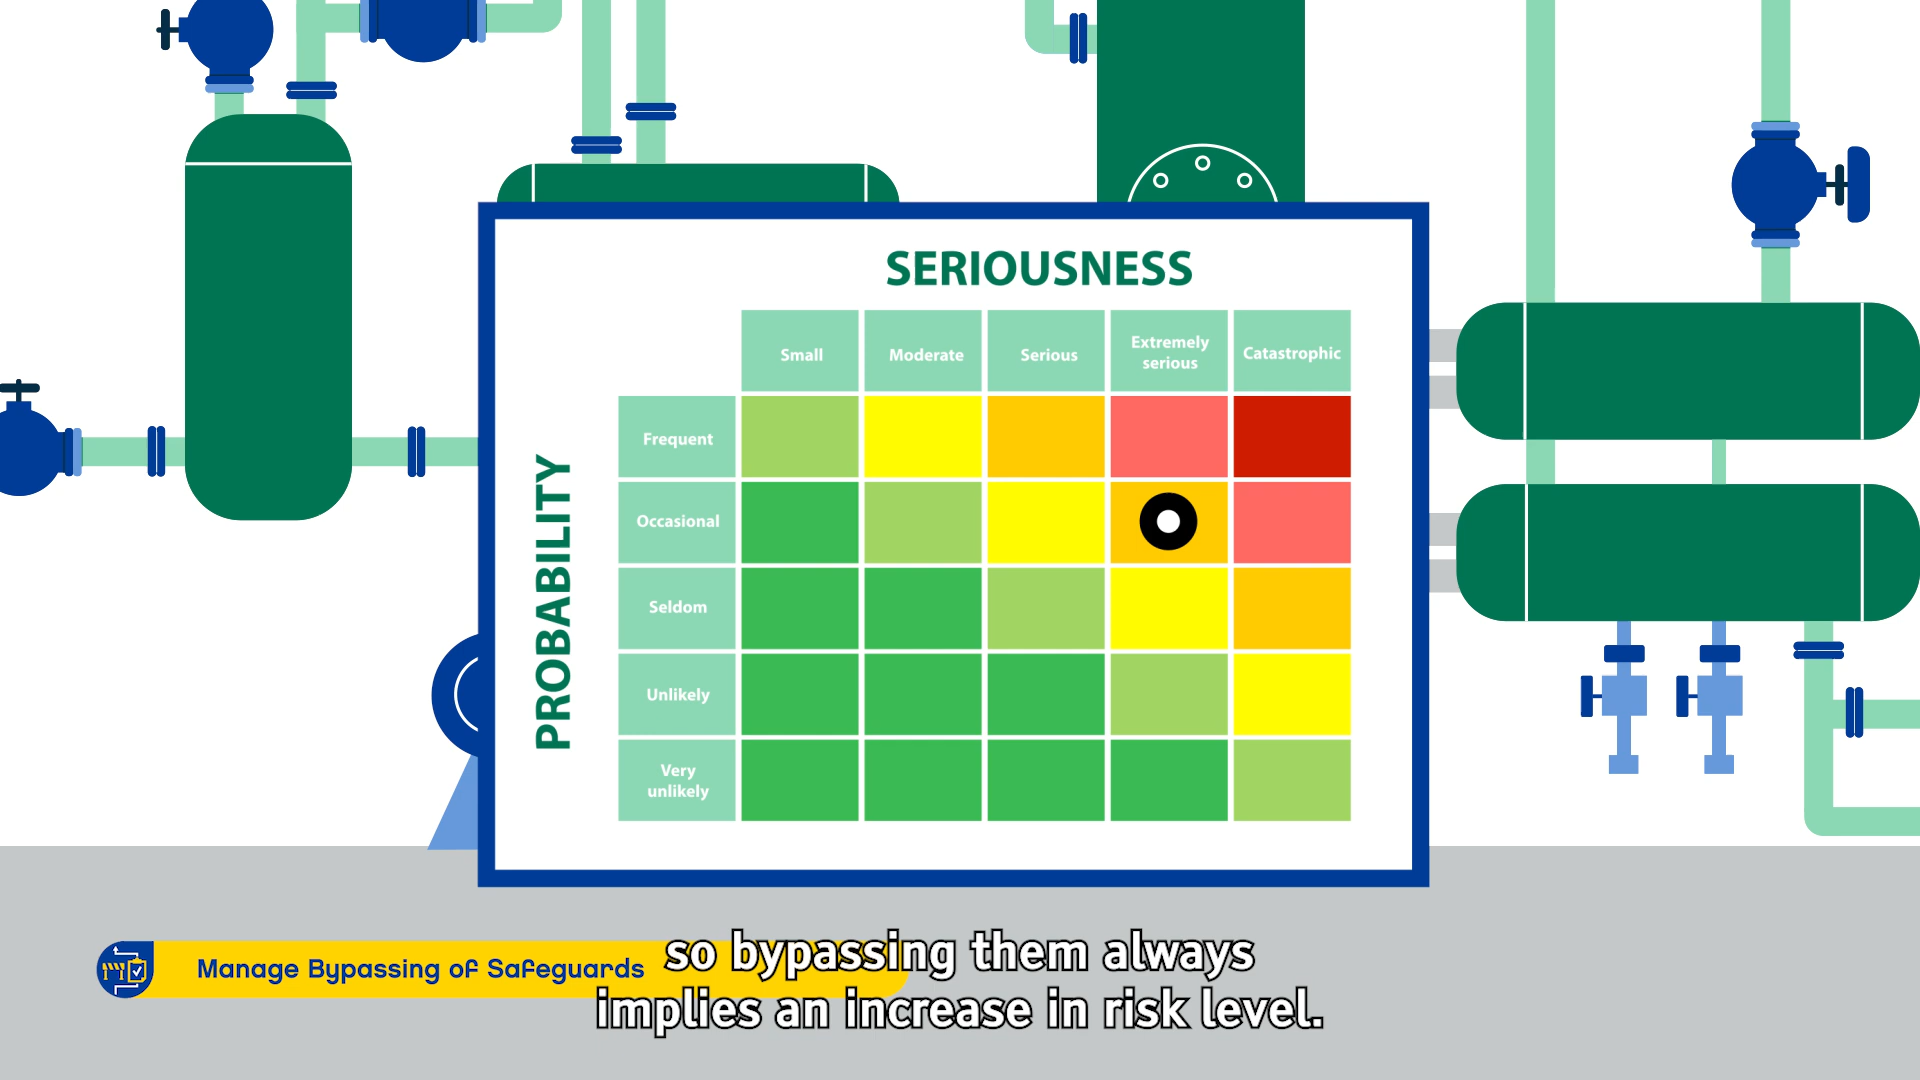 SERIOUSNESS
Small
Moderate
Serious
Extremely
serious
Catastrophic
PROBABILITY
Frequent
Occasional
Seldom
Unlikely
Very
unlikely
Manage Bypassing of Safeguards
so bypassing them always
implies an increase in risk level.